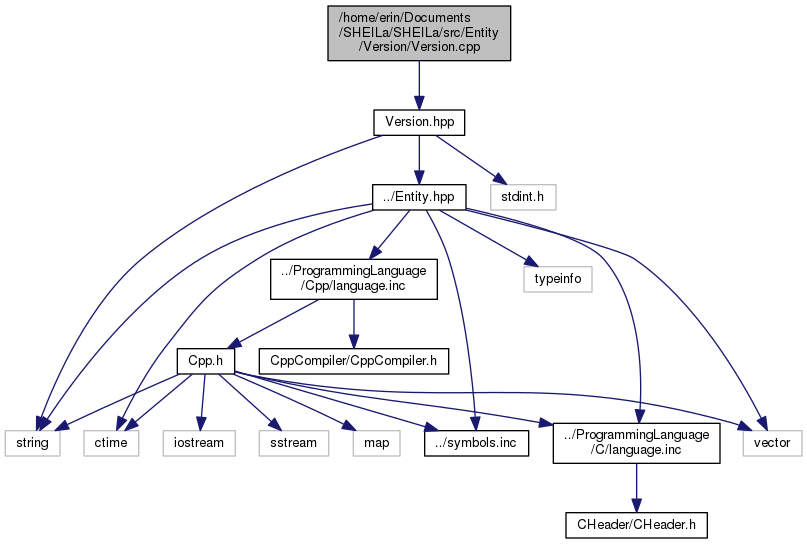 /home/erin/Documents
/SHEILa/SHEILa/src/Entity
/Version/Version.cpp
Version.hpp
../Entity.hpp
stdint.h
../ProgrammingLanguage
/Cpp/language.inc
typeinfo
Cpp.h
CppCompiler/CppCompiler.h
string
ctime
iostream
sstream
map
../symbols.inc
../ProgrammingLanguage
/C/language.inc
vector
CHeader/CHeader.h